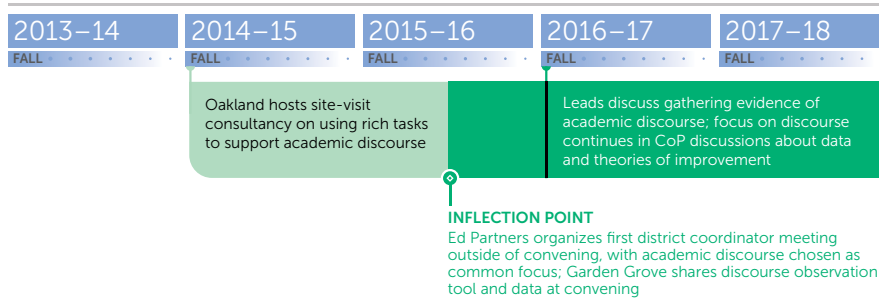 2013–14 2014–15 2015–16 2016–17 2017–18
FALL FALL FALL FALL FALL
Oakland hosts site-visit
consultancy on using rich tasks
to support academic discourse
Leads discuss gathering evidence of
academic discourse; focus on discourse
continues in CoP discussions about data
and theories of improvement
INFLECTION POINT
Ed Partners organizes first district coordinator meeting
outside of convening, with academic discourse chosen as
common focus; Garden Grove shares discourse observation
tool and data at convening